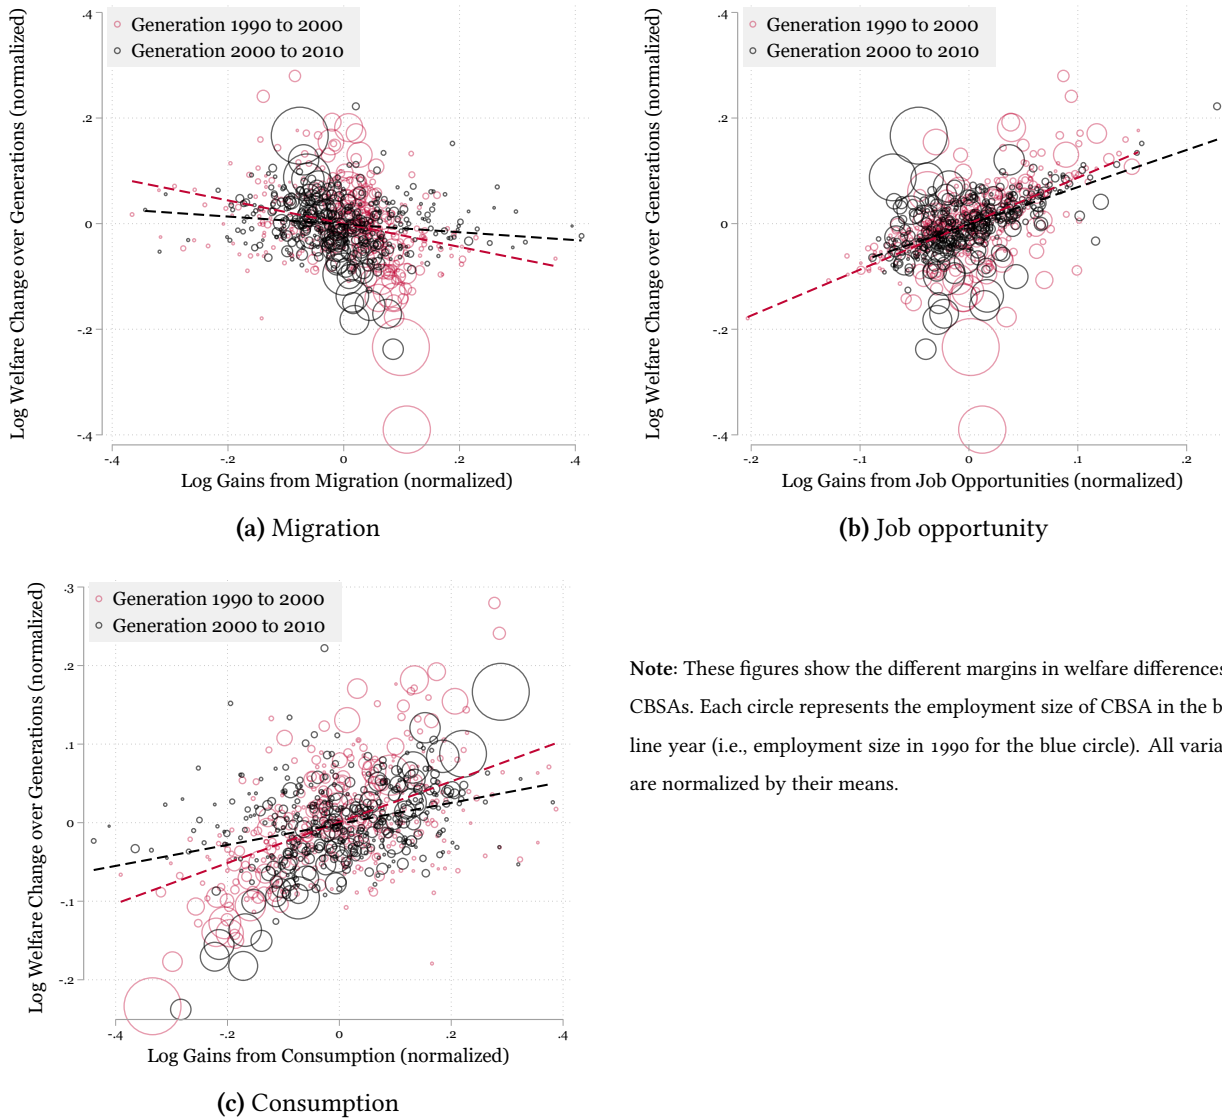 Log Welfare Change over Generations (normalized)
.4
.2
0
-.2
-.4
Generation 1990 to 2000
Generation 2000 to 2010
-.4 -.2 0 .2 .4
Log Gains from Migration (normalized)
(a) Migration
Log Welfare Change over Generations (normalized)
.4
.2
0
-.2
-.4
Generation 1990 to 2000
Generation 2000 to 2010
-.2 -.1 0 .1 .2
Log Gains from Job Opportunities (normalized)
(b) Job opportunity
Log Welfare Change over Generations (normalized)
.3
.2
.1
0
-.1
-.2
Generation 1990 to 2000
Generation 2000 to 2010
-.4 -.2 0 .2 .4
Log Gains from Consumption (normalized)
(c) Consumption
Note: These figures show the different margins in welfare differences
CBSAs. Each circle represents the employment size of CBSA in the
line year (i.e., employment size in 1990 for the blue circle). All
are normalized by their means.